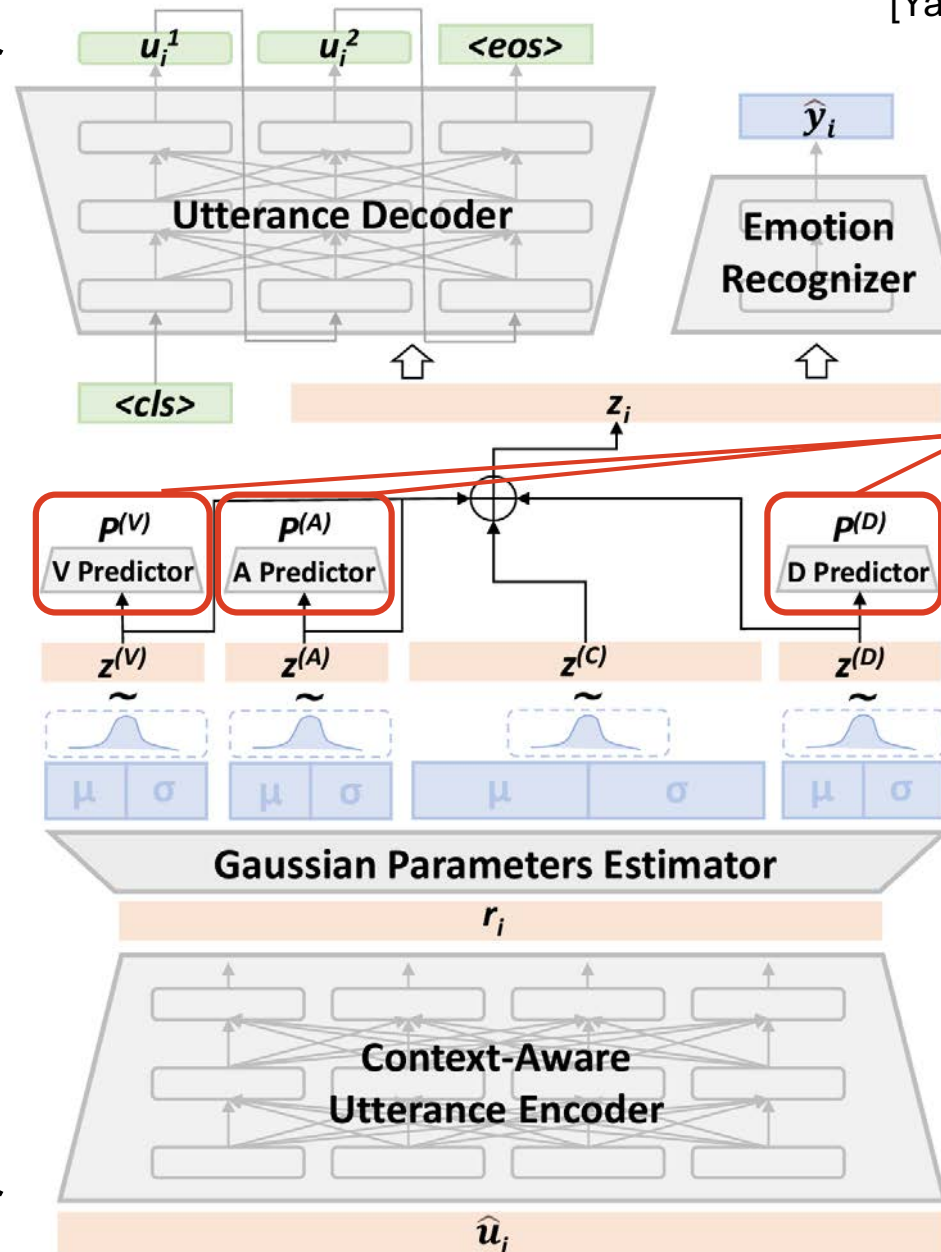 [Ya
u_i^1 u_i^2 <eos>
ŷ_i
Utterance Decoder
Emotion
Recognizer
<cls>
z_i
P^(V) P^(A) P^(D)
V Predictor A Predictor D Predictor
z^(V) z^(A) z^(C) z^(D)
~ ~ ~ ~
μ σ μ σ μ σ μ σ
Gaussian Parameters Estimator
r_i
Context-Aware
Utterance Encoder
û_i